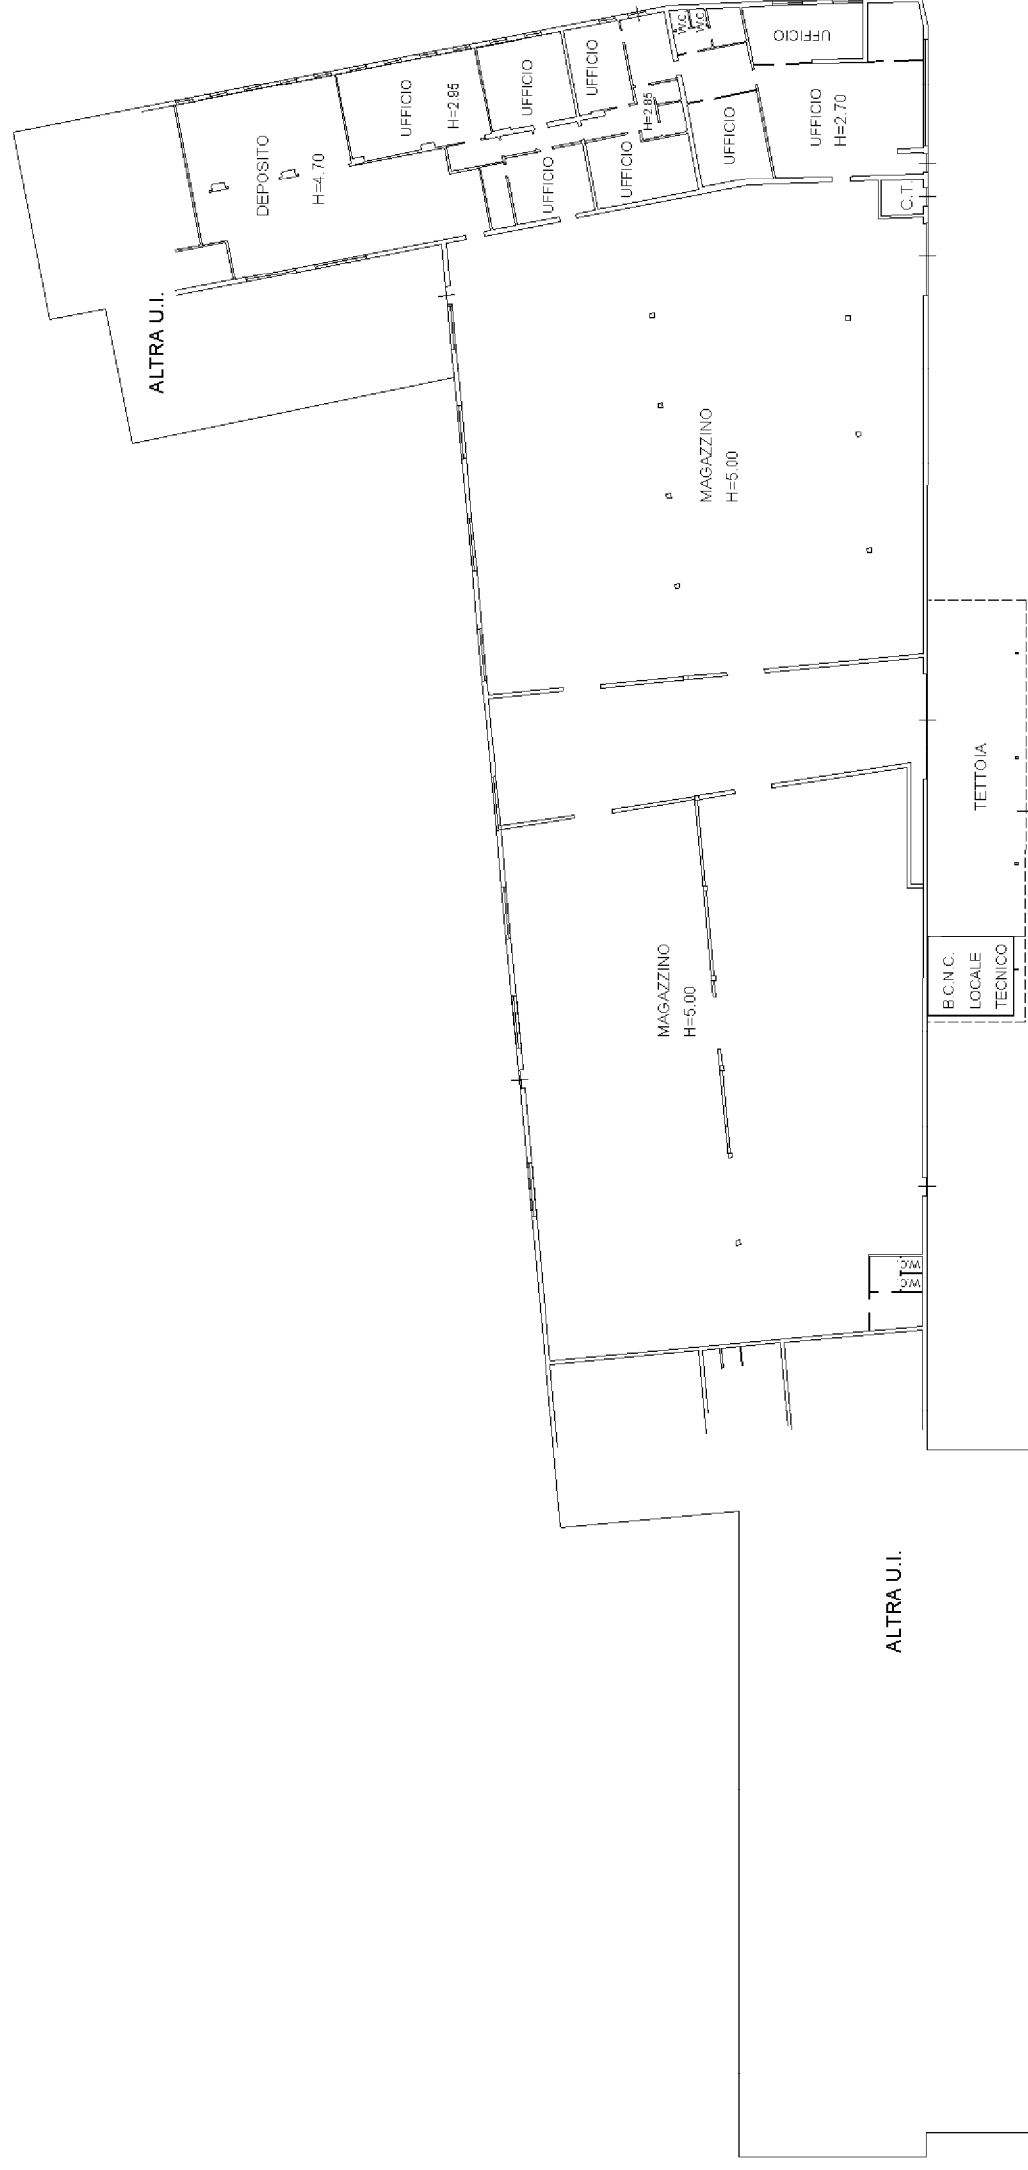 ALTRA U.I.
DEPOSITO
H=4.70
UFFICIO
H=2.95
UFFICIO
UFFICIO
UFFICIO
UFFICIO
H=2.85
W.C.
W.C.
UFFICIO
UFFICIO
UFFICIO
H=2.70
C.T.
MAGAZZINO
H=5.00
MAGAZZINO
H=5.00
TETTOIA
B.C.N.C.
LOCALE
TECNICO
W.C.
W.C.
ALTRA U.I.